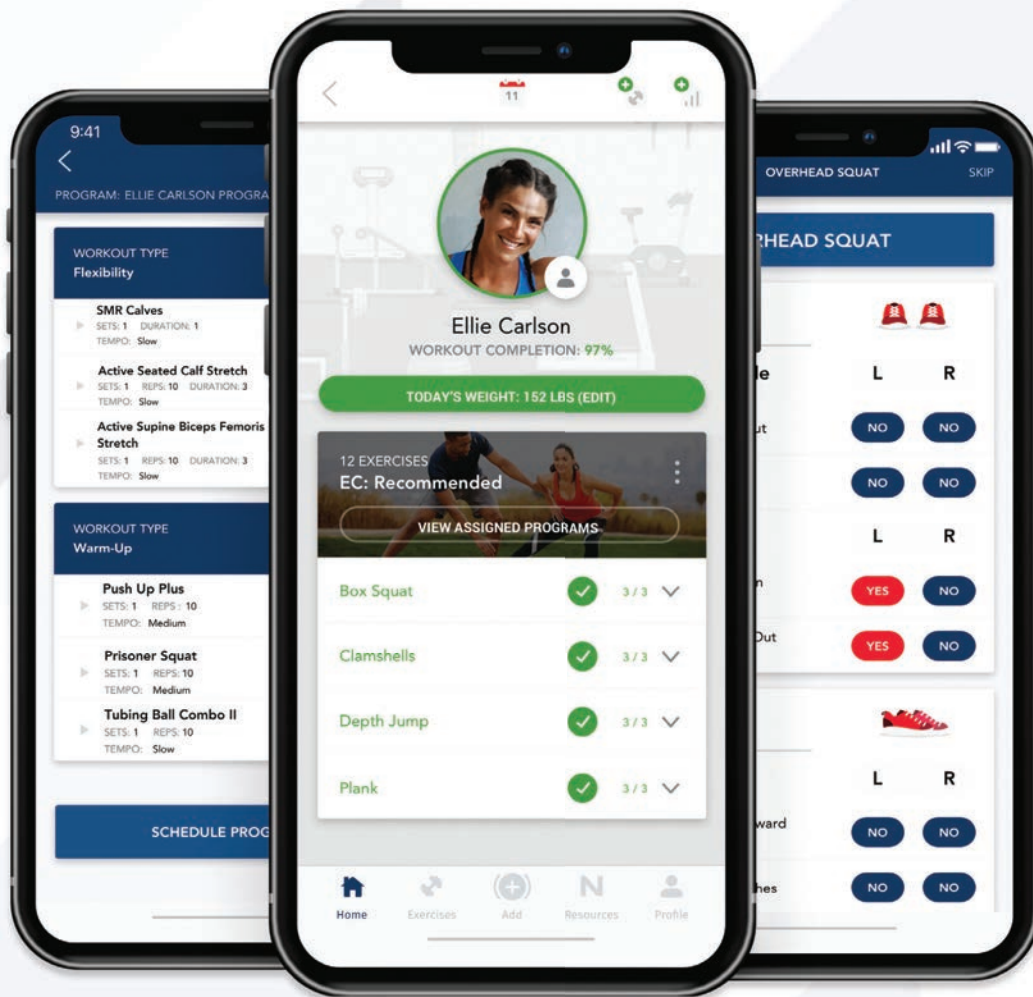 9:41
PROGRAM: ELLIE CARLSON PROGRA
WORKOUT TYPE
Flexibility
SMR Calves
SETS: 1 DURATION: 1
TEMPO: Slow
Active Seated Calf Stretch
SETS: 1 REPS: 10 DURATION: 3
TEMPO: Slow
Active Supine Biceps Femoris
Stretch
SETS: 1 REPS: 10 DURATION: 3
TEMPO: Slow
WORKOUT TYPE
Warm-Up
Push Up Plus
SETS: 1 REPS : 10
TEMPO: Medium
Prisoner Squat
SETS: 1 REPS: 10
TEMPO: Medium
Tubing Ball Combo II
SETS: 1 REPS: 10
TEMPO: Slow
SCHEDULE PROG
11
Ellie Carlson
WORKOUT COMPLETION: 97%
TODAY'S WEIGHT: 152 LBS (EDIT)
12 EXERCISES
EC: Recommended
VIEW ASSIGNED PROGRAMS
Box Squat 3 / 3
Clamshells 3 / 3
Depth Jump 3 / 3
Plank 3 / 3
Home Exercises Add Resources Profile
OVERHEAD SQUAT SKIP
RHEAD SQUAT
L R
NO NO
NO NO
L R
YES NO
Out YES NO
L R
ward NO NO
hes NO NO